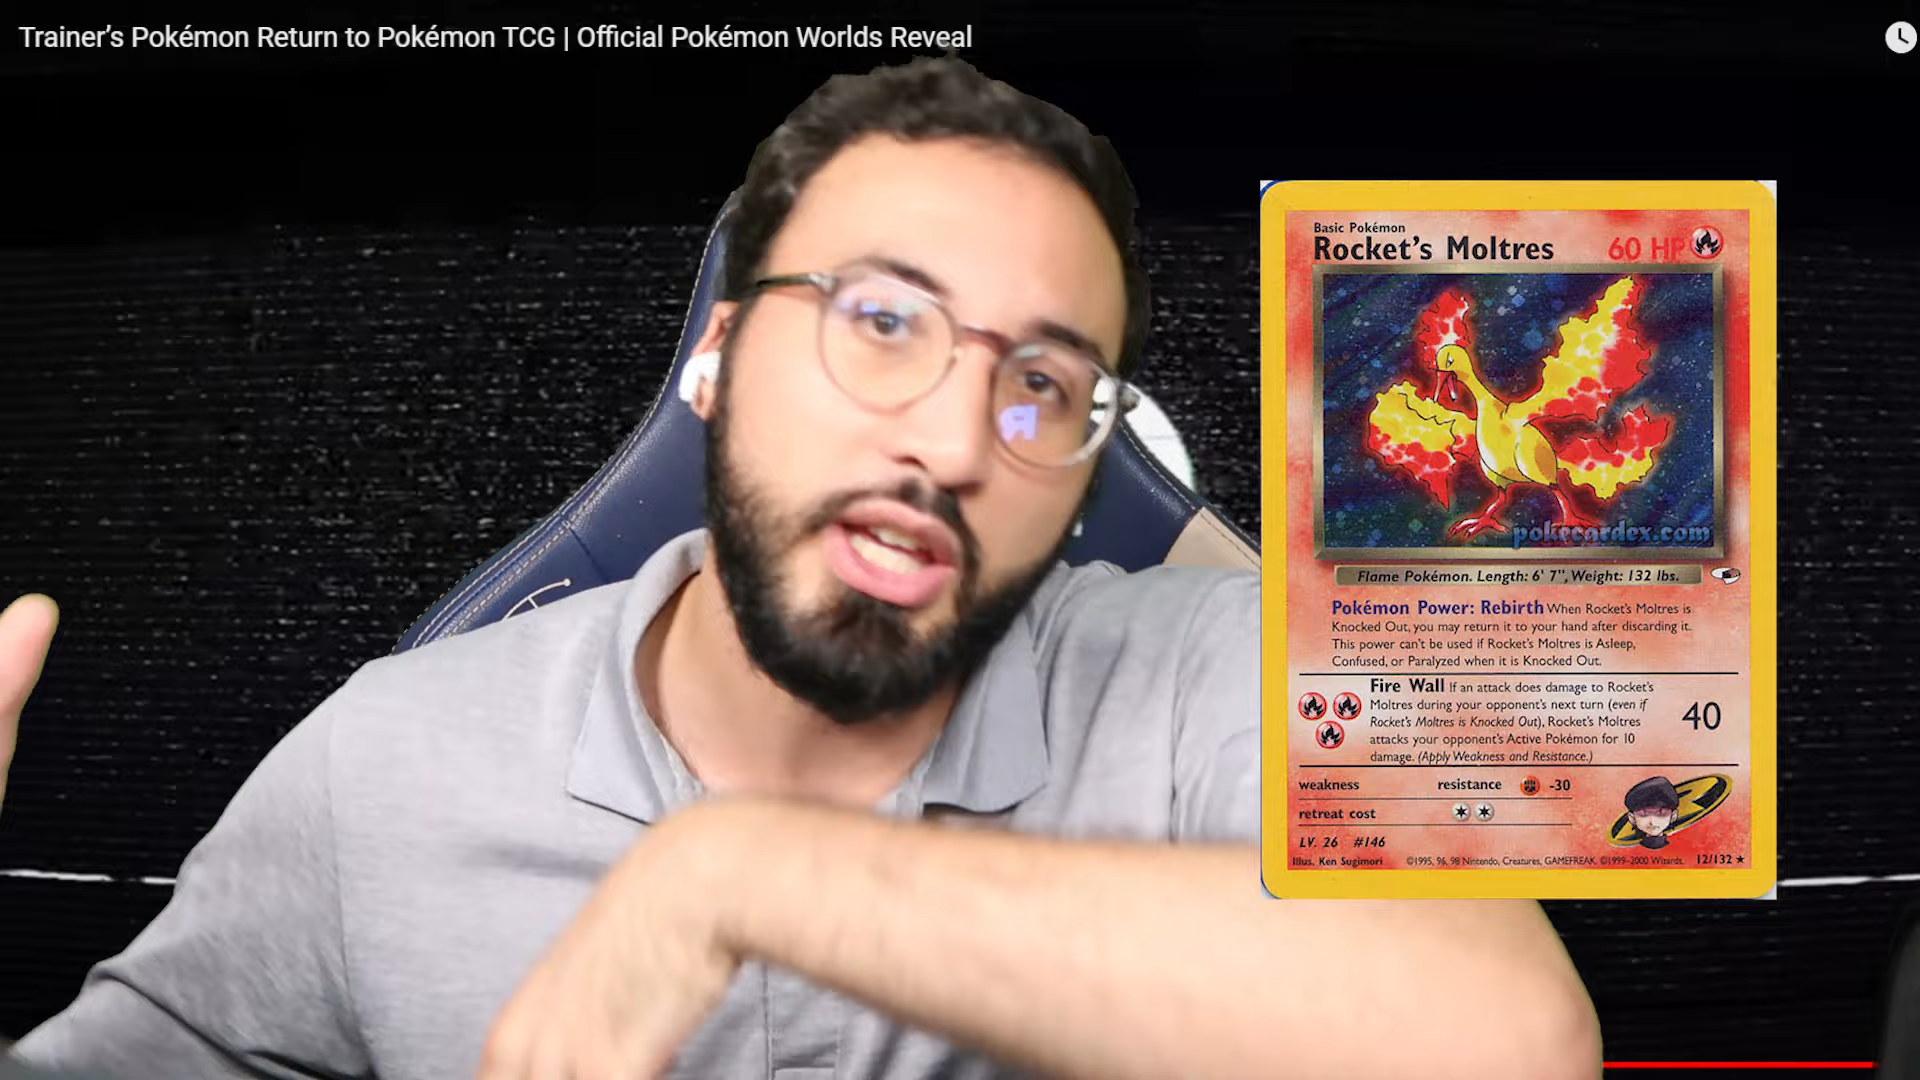 Trainer’s Pokémon Return to Pokémon TCG | Official Pokémon Worlds Reveal
Basic Pokémon
Rocket's Moltres 60 HP
pokecardex.com
Flame Pokémon. Length: 6' 7", Weight: 132 lbs.
Pokémon Power: Rebirth When Rocket's Moltres is
Knocked Out, you may return it to your hand after discarding it.
This power can't be used if Rocket's Moltres is Asleep,
Confused, or Paralyzed when it is Knocked Out.
Fire Wall If an attack does damage to Rocket's
Moltres during your opponent's next turn (even if
Rocket's Moltres is Knocked Out), Rocket's Moltres
attacks your opponent's Active Pokémon for 10
damage. (Apply Weakness and Resistance.)
40
weakness resistance -30
retreat cost
LV. 26 #146
Illus. Ken Sugimori ©1995, 96, 98 Nintendo, Creatures, GAMEFREAK. ©1999-2000 Wizards. 12/132 ★